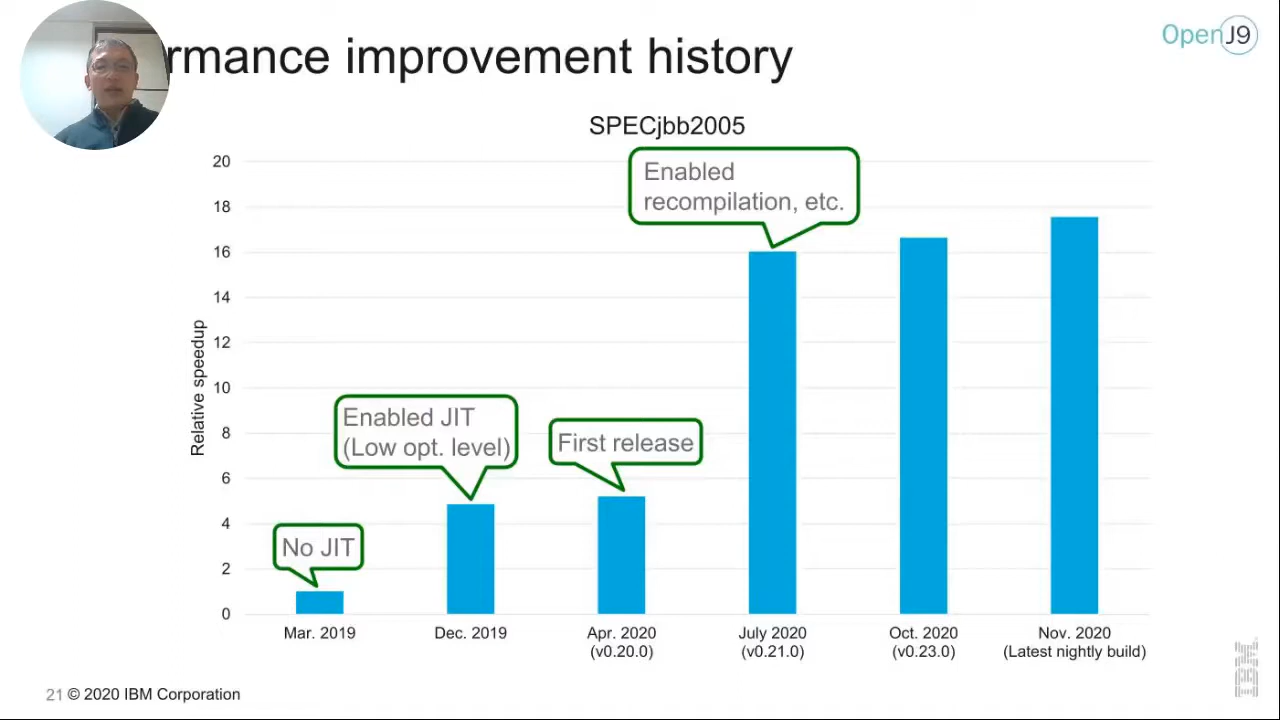 rmance improvement history
OpenJ9
SPECjbb2005
Relative speedup
20
18
16
14
12
10
8
6
4
2
0
No JIT
Enabled JIT
(Low opt. level)
First release
Enabled
recompilation, etc.
Mar. 2019
Dec. 2019
Apr. 2020
(v0.20.0)
July 2020
(v0.21.0)
Oct. 2020
(v0.23.0)
Nov. 2020
(Latest nightly build)
21 © 2020 IBM Corporation
IBM